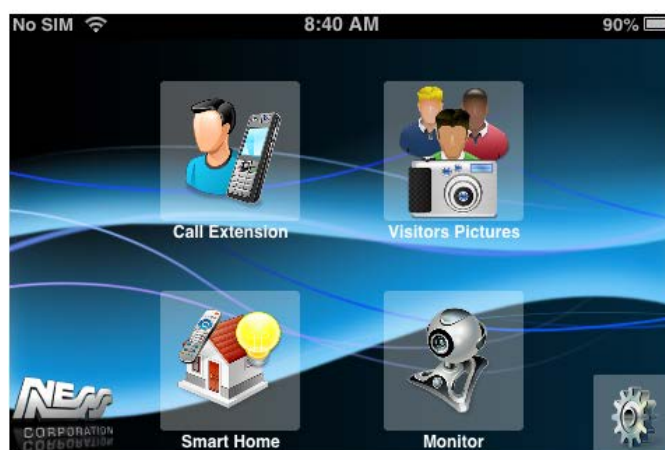 No SIM 8:40 AM 90%
Call Extension Visitors Pictures
Smart Home Monitor
NESS
CORPORATION